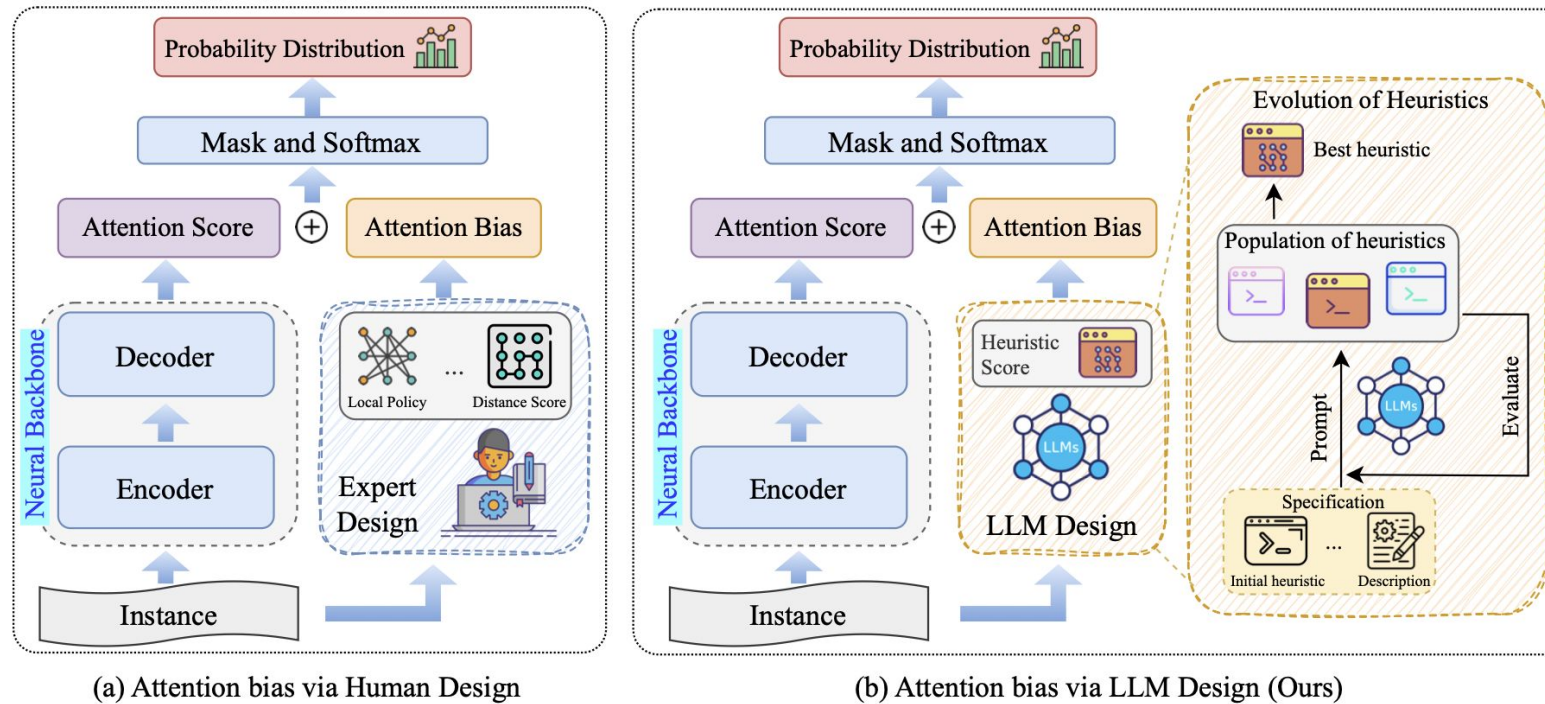 Probability Distribution
Mask and Softmax
Attention Score
Attention Bias
Neural Backbone
Decoder
Encoder
Local Policy
...
Distance Score
Expert
Design
Instance
(a) Attention bias via Human Design
Probability Distribution
Mask and Softmax
Attention Score
Attention Bias
Neural Backbone
Decoder
Encoder
Heuristic
Score
LLMs
LLM Design
Instance
Evolution of Heuristics
Best heuristic
Population of heuristics
Prompt
LLMs
Evaluate
Specification
Initial heuristic
...
Description
(b) Attention bias via LLM Design (Ours)